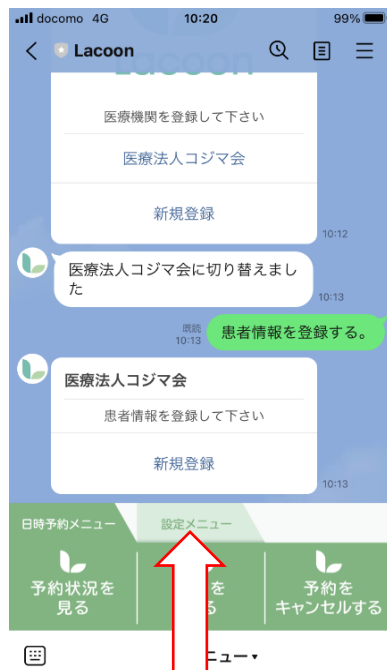 docomo 4G 10:20 99%
Lacoon
Lacoon
医療機関を登録して下さい
医療法人コジマ会
新規登録
10:12
医療法人コジマ会に切り替えまし
た
10:13
既読
10:13
患者情報を登録する。
医療法人コジマ会
患者情報を登録して下さい
新規登録
10:13
日時予約メニュー 設定メニュー
予約状況を
見る
を
る
予約を
キャンセルする
ニュー▾